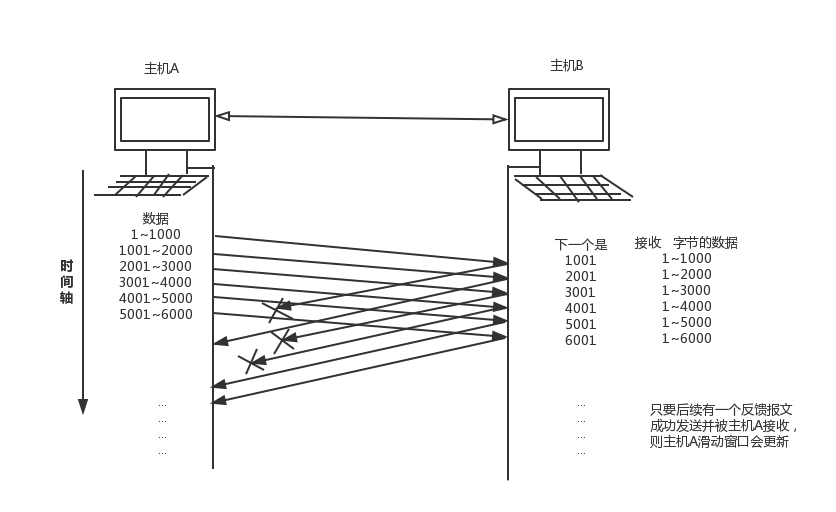 主机A
主机B
时间轴
数据
1~1000
1001~2000
2001~3000
3001~4000
4001~5000
5001~6000
...
...
...
...
下一个是
1001
2001
3001
4001
5001
6001
...
...
...
...
接收 字节的数据
1~1000
1~2000
1~3000
1~4000
1~5000
1~6000
只要后续有一个反馈报文
成功发送并被主机A接收，
则主机A滑动窗口会更新